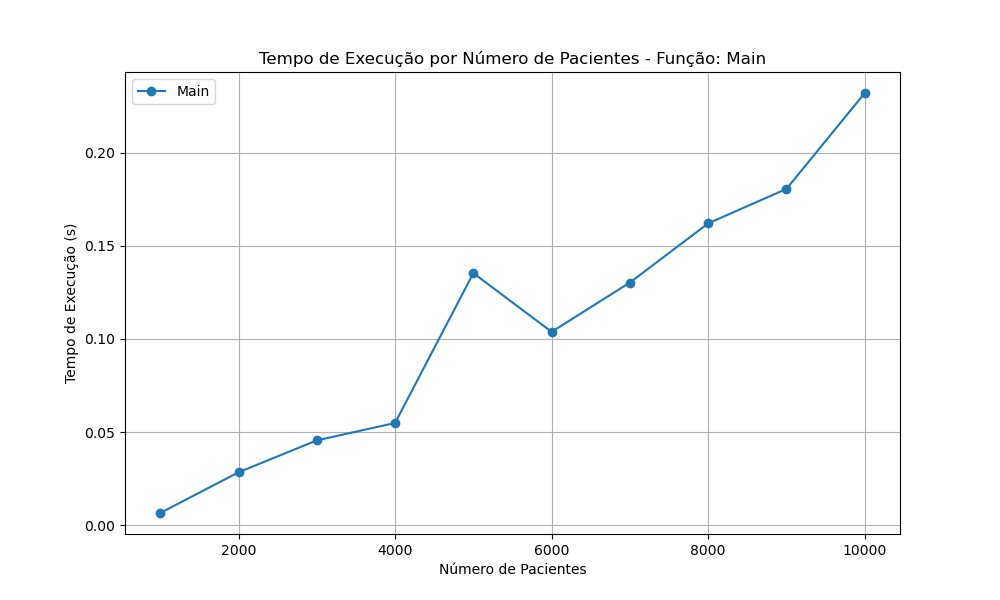 Tempo de Execução por Número de Pacientes - Função: Main
Main
Tempo de Execução (s)
0.20
0.15
0.10
0.05
0.00
2000
4000
6000
8000
10000
Número de Pacientes